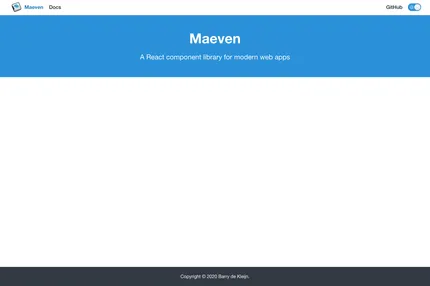 Maeven Docs GitHub
Maeven
A React component library for modern web apps
Copyright © 2020 Barry de Kleijn.